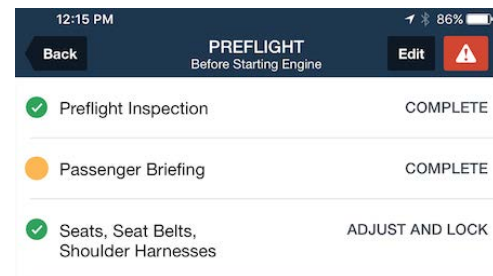 12:15 PM
86%
Back
PREFLIGHT
Edit
Before Starting Engine
Preflight Inspection
COMPLETE
Passenger Briefing
COMPLETE
Seats, Seat Belts,
ADJUST AND LOCK
Shoulder Harnesses